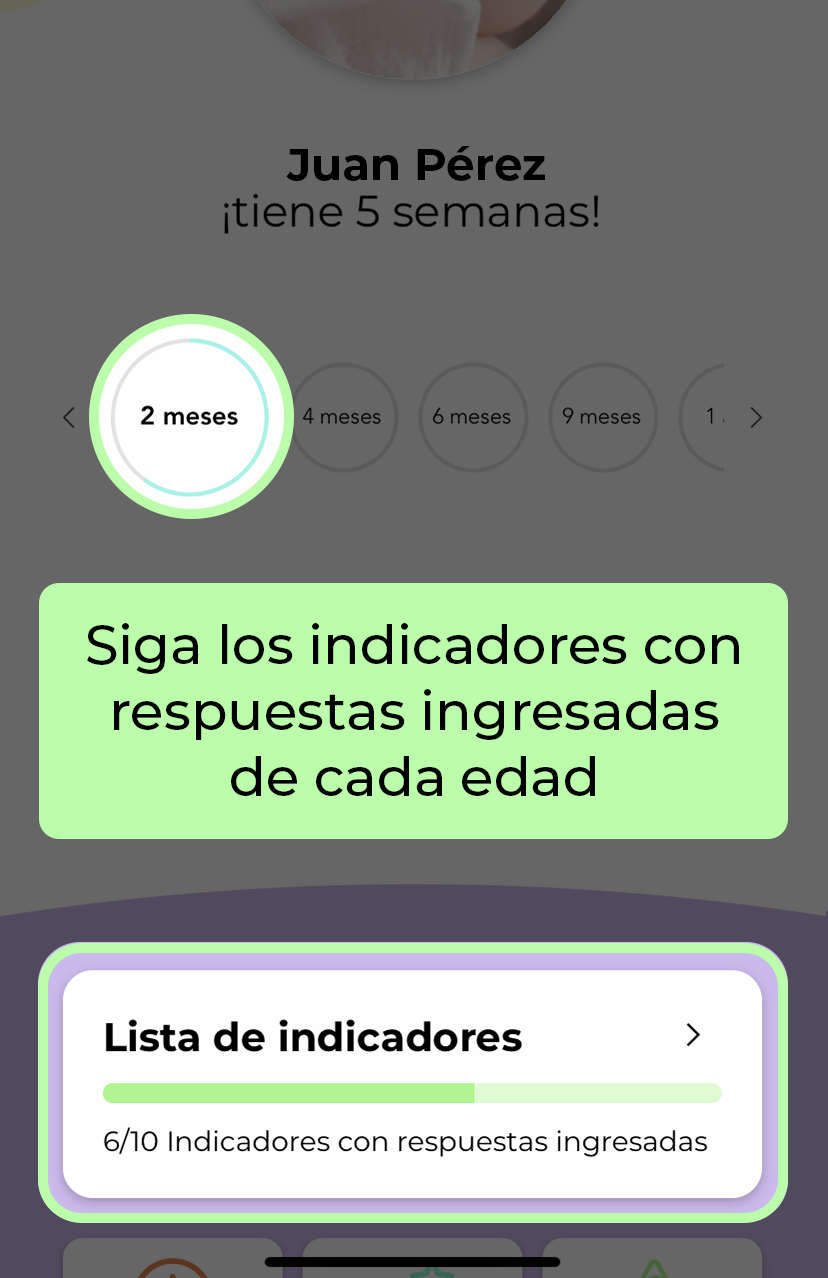 Juan Pérez
¡tiene 5 semanas!
2 meses
4 meses
6 meses
9 meses
1
Siga los indicadores con
respuestas ingresadas
de cada edad
Lista de indicadores
6/10 Indicadores con respuestas ingresadas